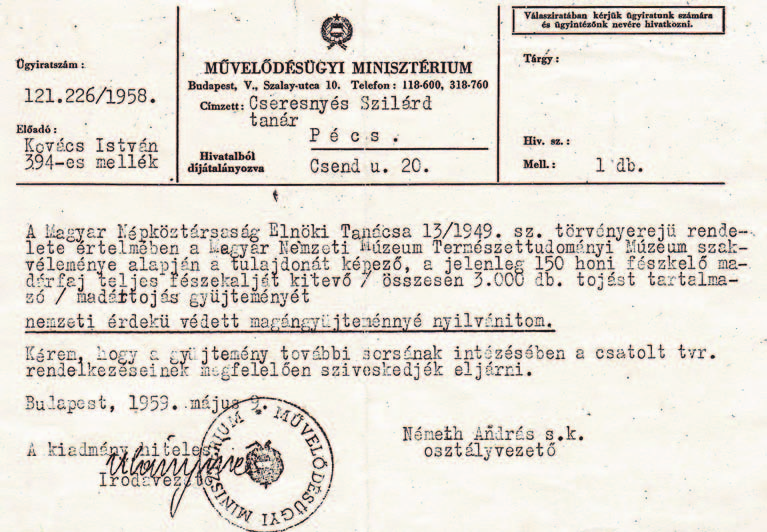 Válasziratában kérjük ügyiratunk számára
és ügyintézőnk nevére hivatkozni.
Ügyiratszám:
121.226/1958.
Előadó:
Kovács István
394-es mellék
MŰVELŐDÉSÜGYI MINISZTÉRIUM
Budapest, V., Szalay-utca 10. Telefon: 118-600, 318-760
Címzett: Cseresnyés Szilárd
tanár
Pécs.
Hivatalból
díjátalányozva
Csend u. 20.
Tárgy:
Hiv. sz.:
Mell.: 1 db.
A Magyar Népköztársaság Elnöki Tanácsa 13/1949. sz. törvényerejü rende-
lete értelmében a Magyar Nemzeti Múzeum Természettudományi Múzeum szak-
véleménye alapján a tulajdonát képező, a jelenleg 150 honi fészkelő ma-
dárfaj teljes fészekalját kitevő / összesen 3.000 db. tojást tartalma-
zó / madártojás gyüjteményét
nemzeti érdekü védett magángyüjteménnyé nyilvánitom.
Kérem, hogy a gyüjtemény további sorsának intézésében a csatolt tvr.
rendelkezéseinek megfelelően sziveskedjék eljárni.
Budapest, 1959. május 9.
A kiadmány hiteles:
Irodavezető
Németh András s.k.
osztályvezető
MŰVELŐDÉSÜGYI MINISZTÉRIUM